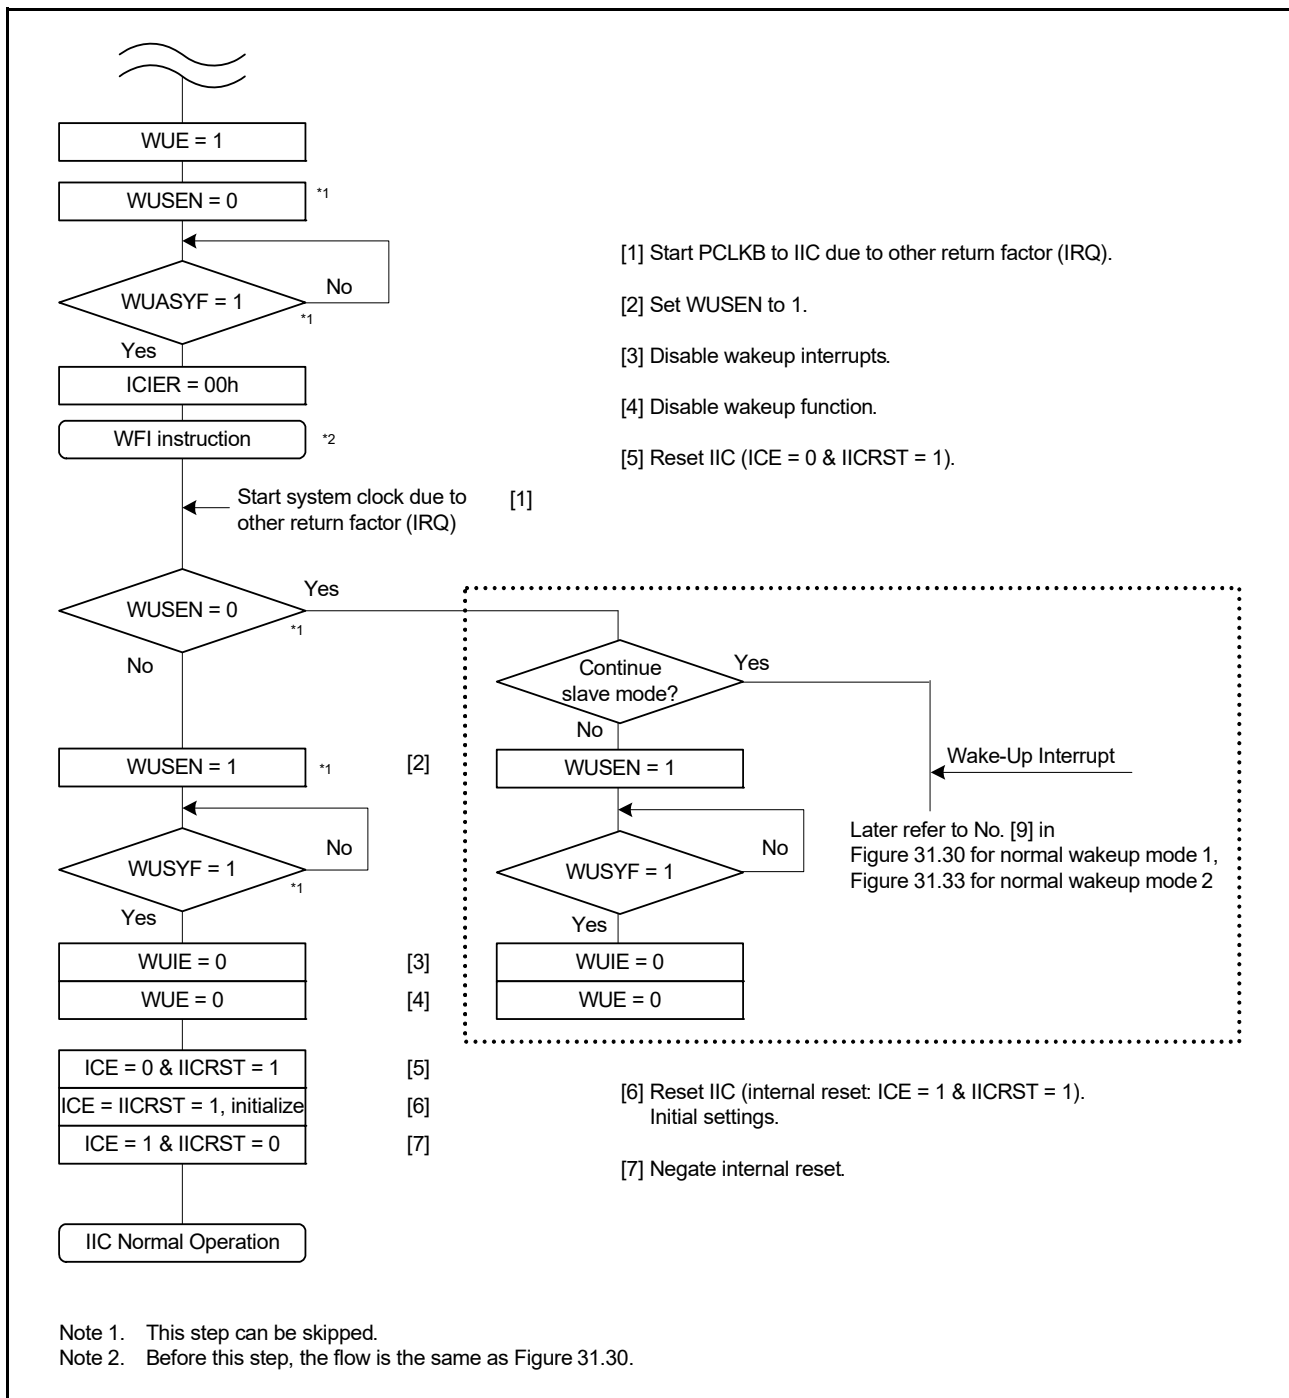 WUE = 1
WUSEN = 0 *1
WUASYF = 1 *1
No
Yes
ICIER = 00h
WFI instruction *2
[1] Start PCLKB to IIC due to other return factor (IRQ).
[2] Set WUSEN to 1.
[3] Disable wakeup interrupts.
[4] Disable wakeup function.
[5] Reset IIC (ICE = 0 & IICRST = 1).
Start system clock due to [1]
other return factor (IRQ)
WUSEN = 0 *1
Yes
No
WUSEN = 1 *1 [2]
WUSYF = 1 *1
No
Yes
WUIE = 0 [3]
WUE = 0 [4]
Continue
slave mode?
Yes
No
WUSEN = 1
WUSYF = 1
No
Yes
WUIE = 0
WUE = 0
Wake-Up Interrupt
Later refer to No. [9] in
Figure 31.30 for normal wakeup mode 1,
Figure 31.33 for normal wakeup mode 2
ICE = 0 & IICRST = 1 [5]
ICE = IICRST = 1, initialize [6]
ICE = 1 & IICRST = 0 [7]
[6] Reset IIC (internal reset: ICE = 1 & IICRST = 1).
Initial settings.
[7] Negate internal reset.
IIC Normal Operation
Note 1. This step can be skipped.
Note 2. Before this step, the flow is the same as Figure 31.30.